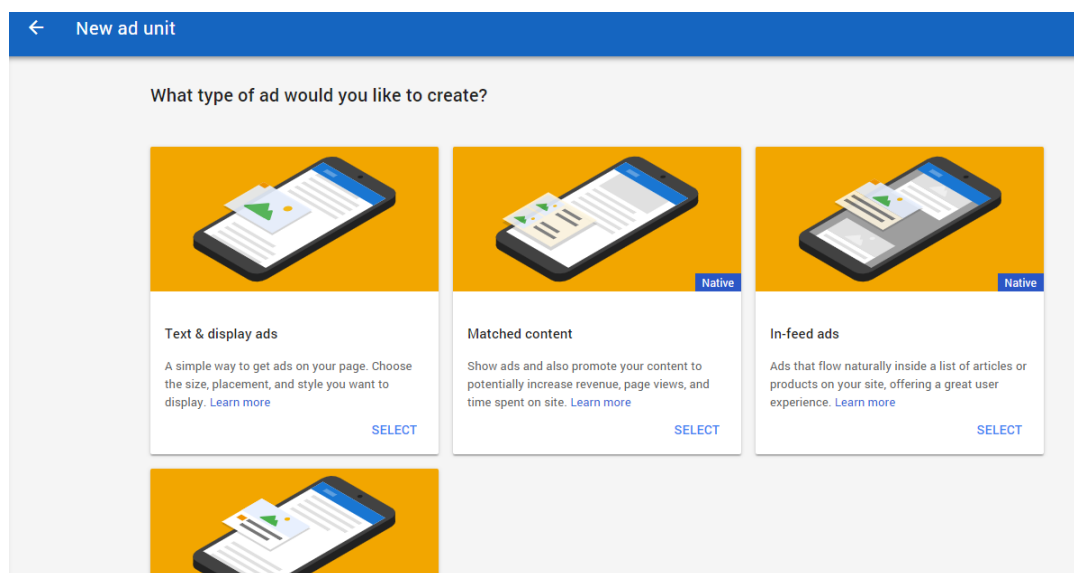 New ad unit
What type of ad would you like to create?
Native
Native
Text & display ads
A simple way to get ads on your page. Choose
the size, placement, and style you want to
display. Learn more
SELECT
Matched content
Show ads and also promote your content to
potentially increase revenue, page views, and
time spent on site. Learn more
SELECT
In-feed ads
Ads that flow naturally inside a list of articles or
products on your site, offering a great user
experience. Learn more
SELECT